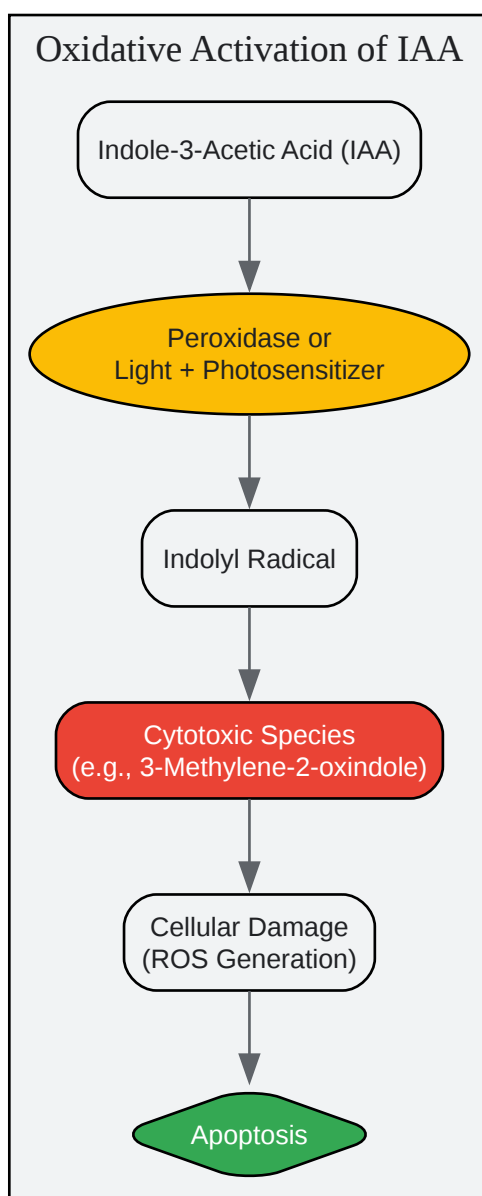 Oxidative Activation of IAA
Indole-3-Acetic Acid (IAA)
Peroxidase or
Light + Photosensitizer
Indolyl Radical
Cytotoxic Species
(e.g., 3-Methylene-2-oxindole)
Cellular Damage
(ROS Generation)
Apoptosis